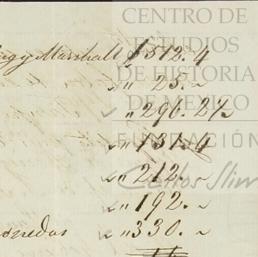 CENTRO DE
ESTUDIOS
DE HISTORIA
DE MEXICO
FUNDACIÓN
Carlos Slim
Marshall $ 512.4
" 25. ~
" 296. 2½
" 131.4
" 212. ~
" 192. ~
" 330. ~